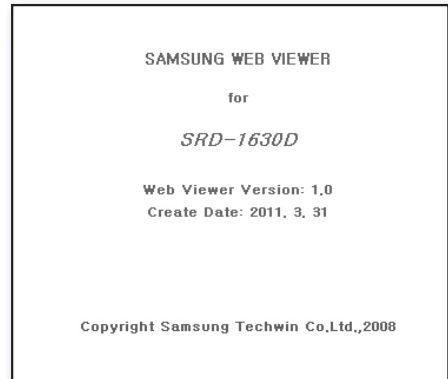 SAMSUNG WEB VIEWER
for
SRD-1630D
Web Viewer Version: 1.0
Create Date: 2011. 3. 31
Copyright Samsung Techwin Co,Ltd.,2008